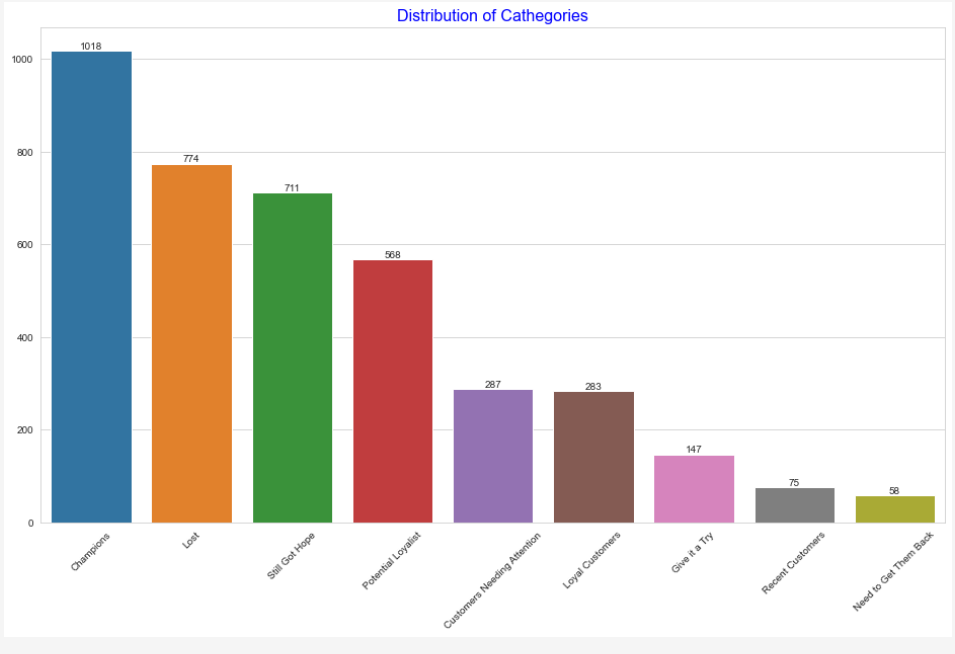 Distribution of Cathegories
1018
774
711
568
287
283
147
75
58
1000
800
600
400
200
0
Champions
Lost
Still Got Hope
Potential Loyalist
Customers Needing Attention
Loyal Customers
Give it a Try
Recent Customers
Need to Get Them Back